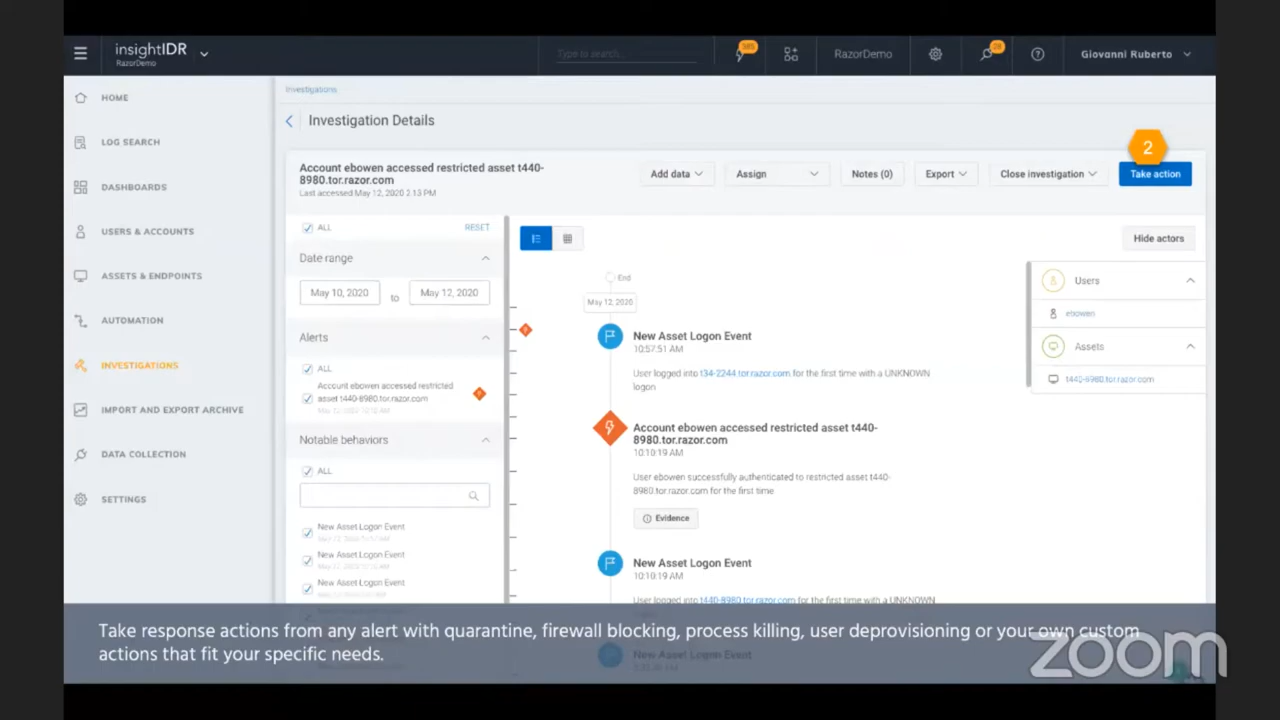 insightIDR
RazorDemo
Type to search...
385
RazorDemo
28
Giovanni Ruberto
HOME
LOG SEARCH
DASHBOARDS
USERS & ACCOUNTS
ASSETS & ENDPOINTS
AUTOMATION
INVESTIGATIONS
IMPORT AND EXPORT ARCHIVE
DATA COLLECTION
SETTINGS
Investigations
Investigation Details
Account ebowen accessed restricted asset t440-
8980.tor.razor.com
Last accessed May 12, 2020 2:13 PM
Add data
Assign
Notes (0)
Export
Close investigation
2
Take action
ALL
RESET
Date range
May 10, 2020
to
May 12, 2020
Alerts
ALL
Account ebowen accessed restricted
asset t440-8980.tor.razor.com
Notable behaviors
ALL
New Asset Logon Event
New Asset Logon Event
New Asset Logon Event
Hide actors
End
May 12, 2020
New Asset Logon Event
10:57:51 AM
User logged into t34-2244.tor.razor.com for the first time with a UNKNOWN
logon
Account ebowen accessed restricted asset t440-
8980.tor.razor.com
10:10:19 AM
User ebowen successfully authenticated to restricted asset t440-
8980.tor.razor.com for the first time
Evidence
New Asset Logon Event
10:10:19 AM
User logged into t440-8980.tor.razor.com for the first time with a UNKNOWN
New Asset Logon Event
Users
ebowen
Assets
t440-8980.tor.razor.com
Take response actions from any alert with quarantine, firewall blocking, process killing, user deprovisioning or your own custom
actions that fit your specific needs.
zoom